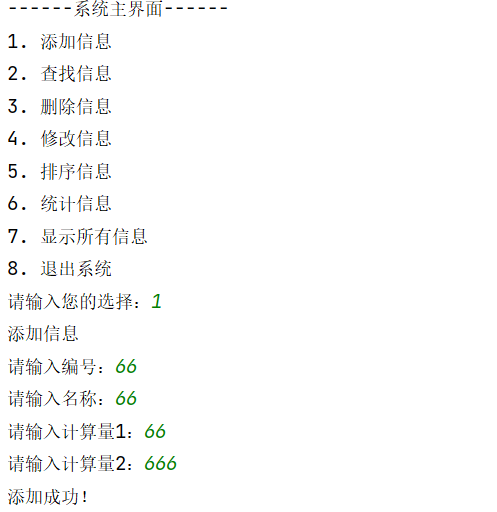 ------系统主界面------
1. 添加信息
2. 查找信息
3. 删除信息
4. 修改信息
5. 排序信息
6. 统计信息
7. 显示所有信息
8. 退出系统
请输入您的选择：1
添加信息
请输入编号：66
请输入名称：66
请输入计算量1：66
请输入计算量2：666
添加成功！